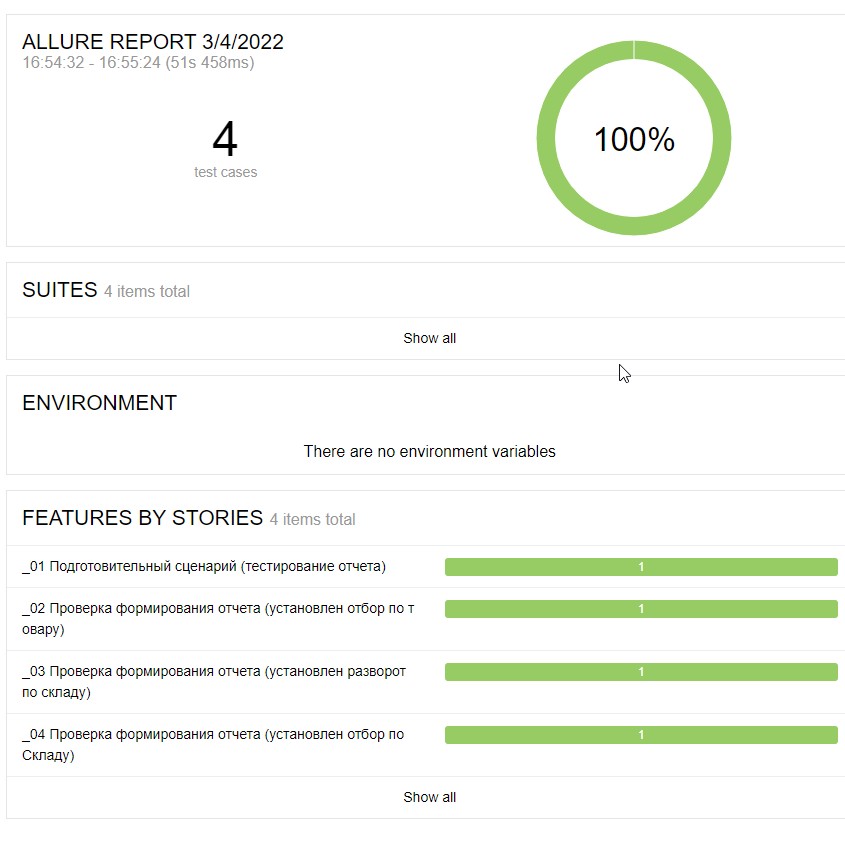 ALLURE REPORT 3/4/2022
16:54:32 - 16:55:24 (51s 458ms)
4
test cases
100%
SUITES 4 items total
Show all
ENVIRONMENT
There are no environment variables
FEATURES BY STORIES 4 items total
_01 Подготовительный сценарий (тестирование отчета)
1
_02 Проверка формирования отчета (установлен отбор по т
овару)
1
_03 Проверка формирования отчета (установлен разворот
по складу)
1
_04 Проверка формирования отчета (установлен отбор по
Складу)
1
Show all